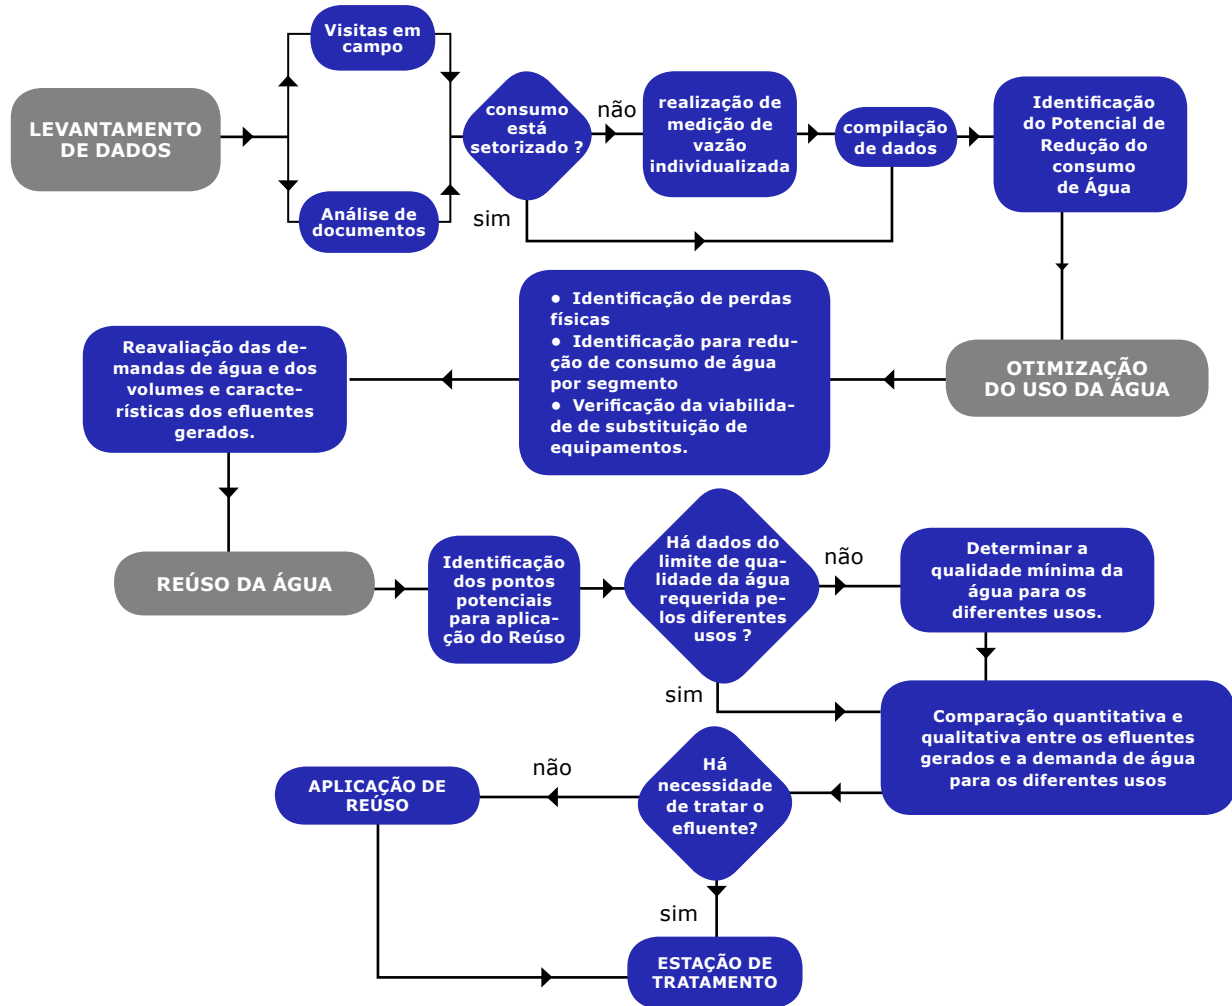 Visitas em
campo
LEVANTAMENTO
DE DADOS
Análise de
documentos
consumo
está
setorizado ?
não
sim
realização de
medição de
vazão
individualizada
compilação
de dados
Identificação
do Potencial de
Redução do
consumo
de Água
OTIMIZAÇÃO
DO USO DA ÁGUA
● Identificação de perdas
físicas
● Identificação para redu-
ção de consumo de água
por segmento
● Verificação da viabilida-
de de substituição de
equipamentos.
Reavaliação das de-
mandas de água e dos
volumes e caracte-
rísticas dos efluentes
gerados.
REÚSO DA ÁGUA
Identificação
dos pontos
potenciais
para aplica-
ção do Reúso
Há dados do
limite de qua-
lidade da água
requerida pe-
los diferentes
usos ?
não
sim
Determinar a
qualidade mínima da
água para os
diferentes usos.
Comparação quantitativa e
qualitativa entre os efluentes
gerados e a demanda de água
para os diferentes usos
Há
necessidade
de tratar o
efluente?
não
sim
APLICAÇÃO DE
REÚSO
ESTAÇÃO DE
TRATAMENTO